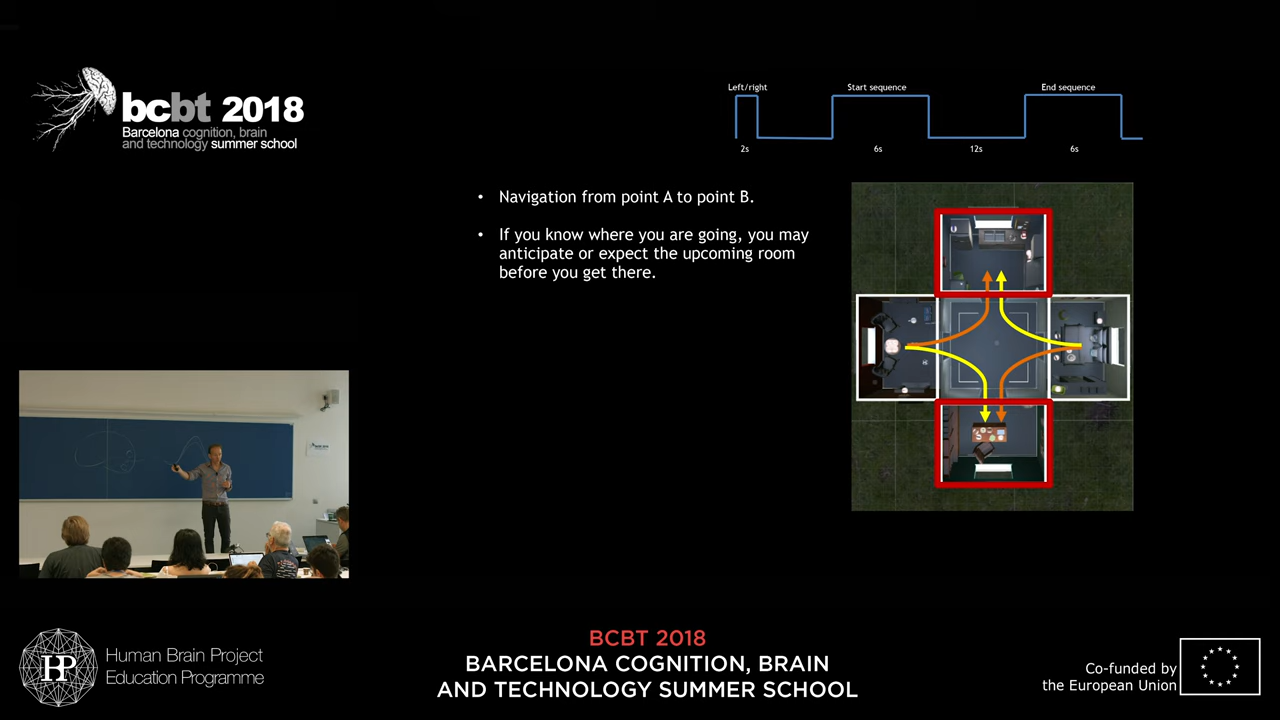 bcbt 2018
Barcelona cognition, brain
and technology summer school
Left/right
Start sequence
End sequence
2s
6s
12s
6s
• Navigation from point A to point B.
• If you know where you are going, you may
anticipate or expect the upcoming room
before you get there.
HP
Human Brain Project
Education Programme
BCBT 2018
BARCELONA COGNITION, BRAIN
AND TECHNOLOGY SUMMER SCHOOL
Co-funded by
the European Union